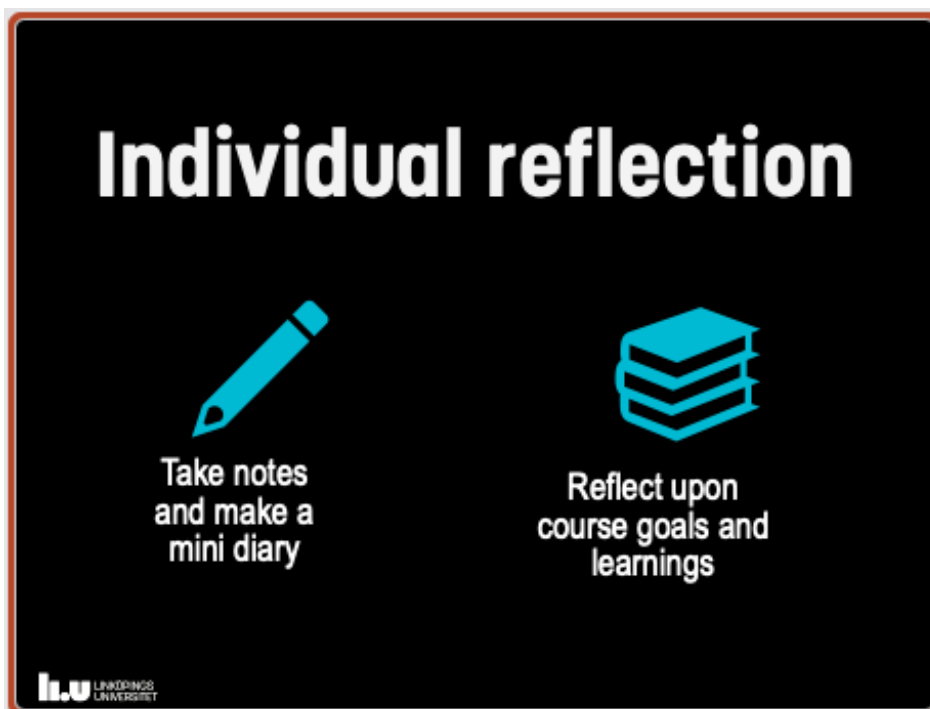 Individual reflection
Take notes
and make a
mini diary
Reflect upon
course goals and
learnings
LINKÖPINGS
UNIVERSITET